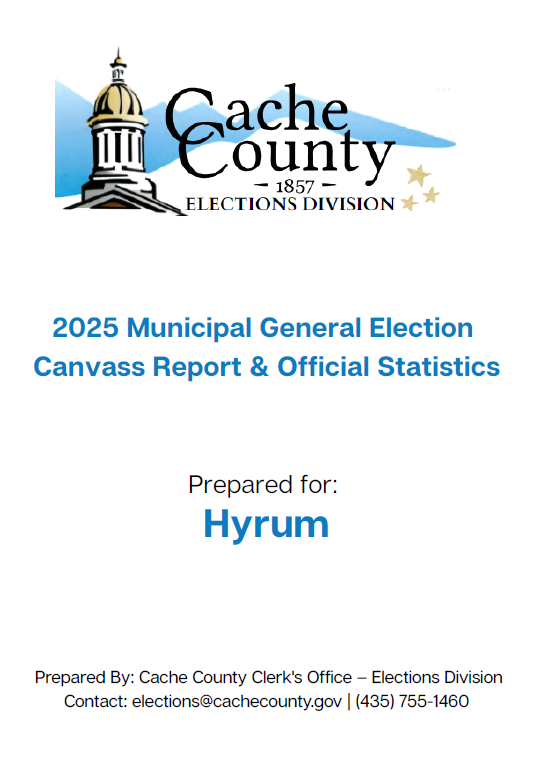 Cache
County
- 1857 -
ELECTIONS DIVISION
2025 Municipal General Election
Canvass Report & Official Statistics
Prepared for:
Hyrum
Prepared By: Cache County Clerk's Office – Elections Division
Contact: elections@cachecounty.gov | (435) 755-1460